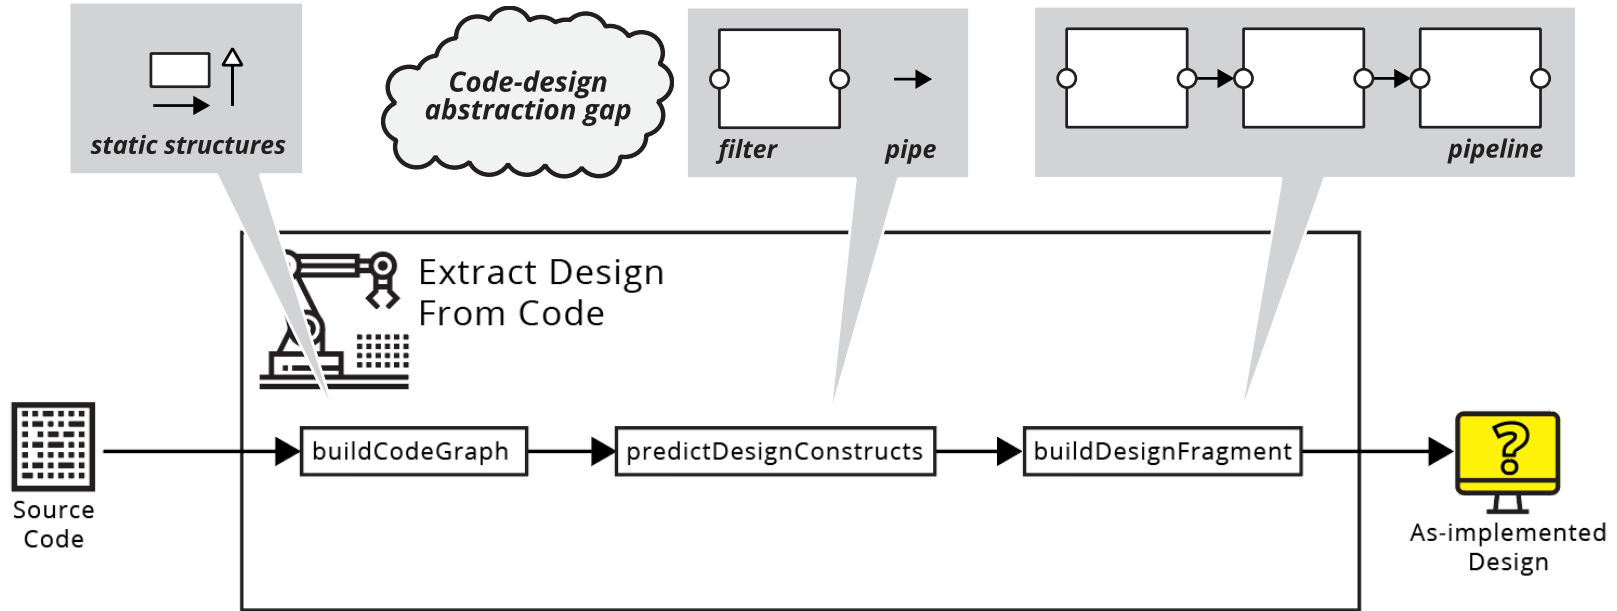 static structures
Code-design
abstraction gap
filter
pipe
pipeline
Extract Design
From Code
buildCodeGraph
predictDesignConstructs
buildDesignFragment
?
Source
Code
As-implemented
Design